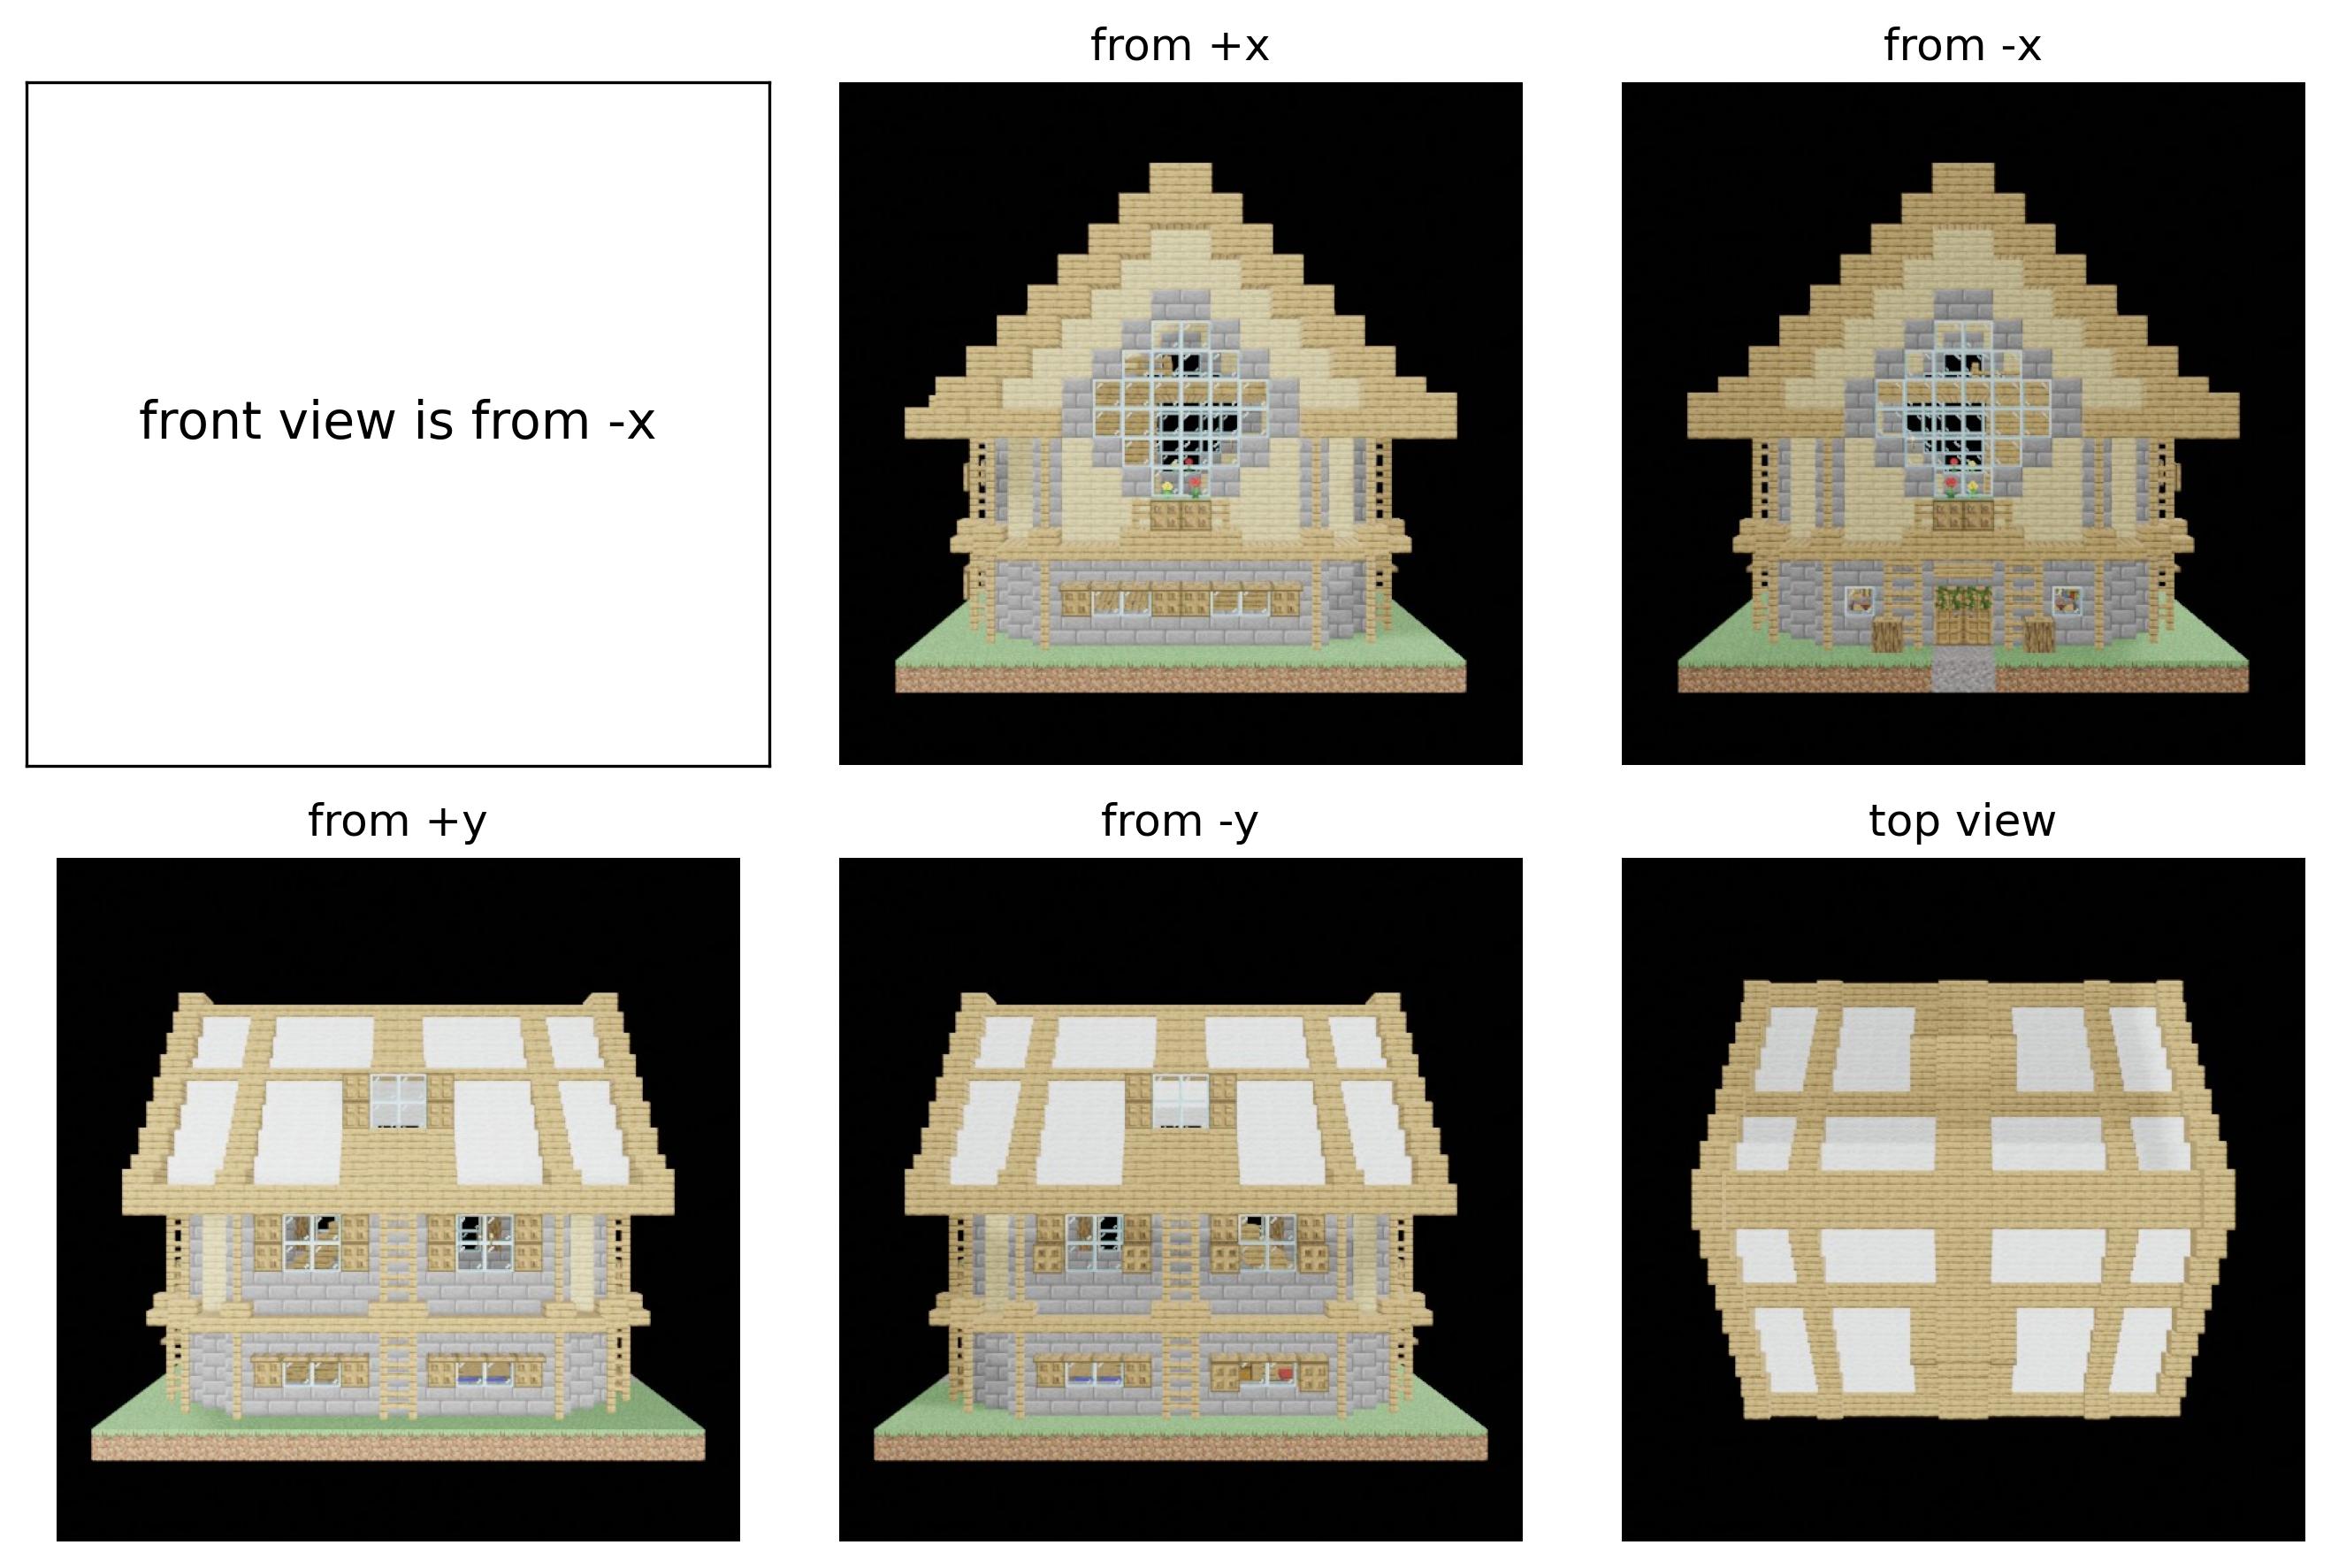 from +x
from -x
front view is from -x
from +y
from -y
top view